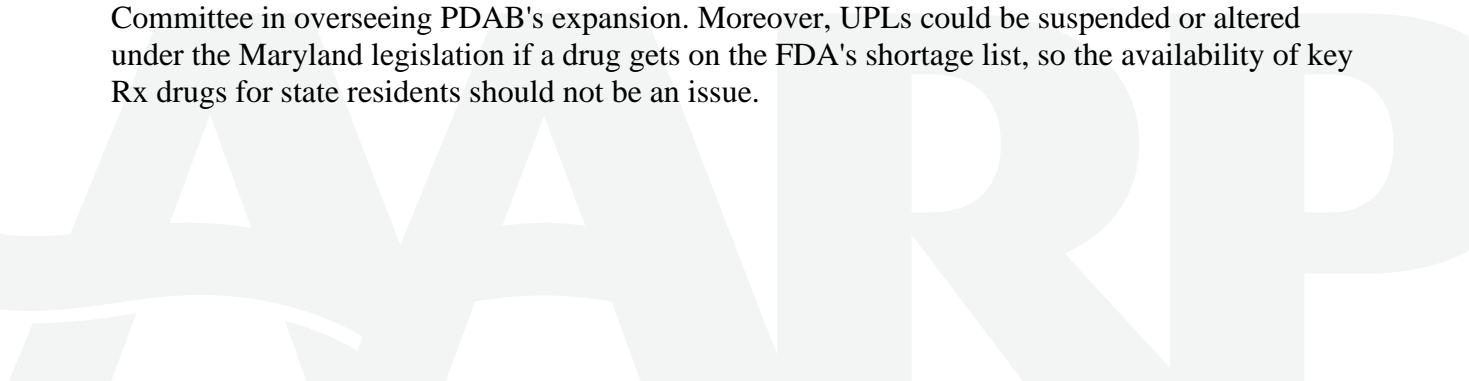 Committee in overseeing PDAB's expansion. Moreover, UPLs could be suspended or altered
under the Maryland legislation if a drug gets on the FDA's shortage list, so the availability of key
Rx drugs for state residents should not be an issue.
AARP